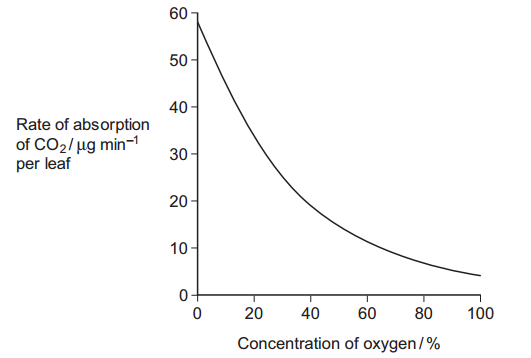 60
50
40
30
20
10
0
Rate of absorption
of CO₂/ μg min⁻¹
per leaf
0 20 40 60 80 100
Concentration of oxygen/%